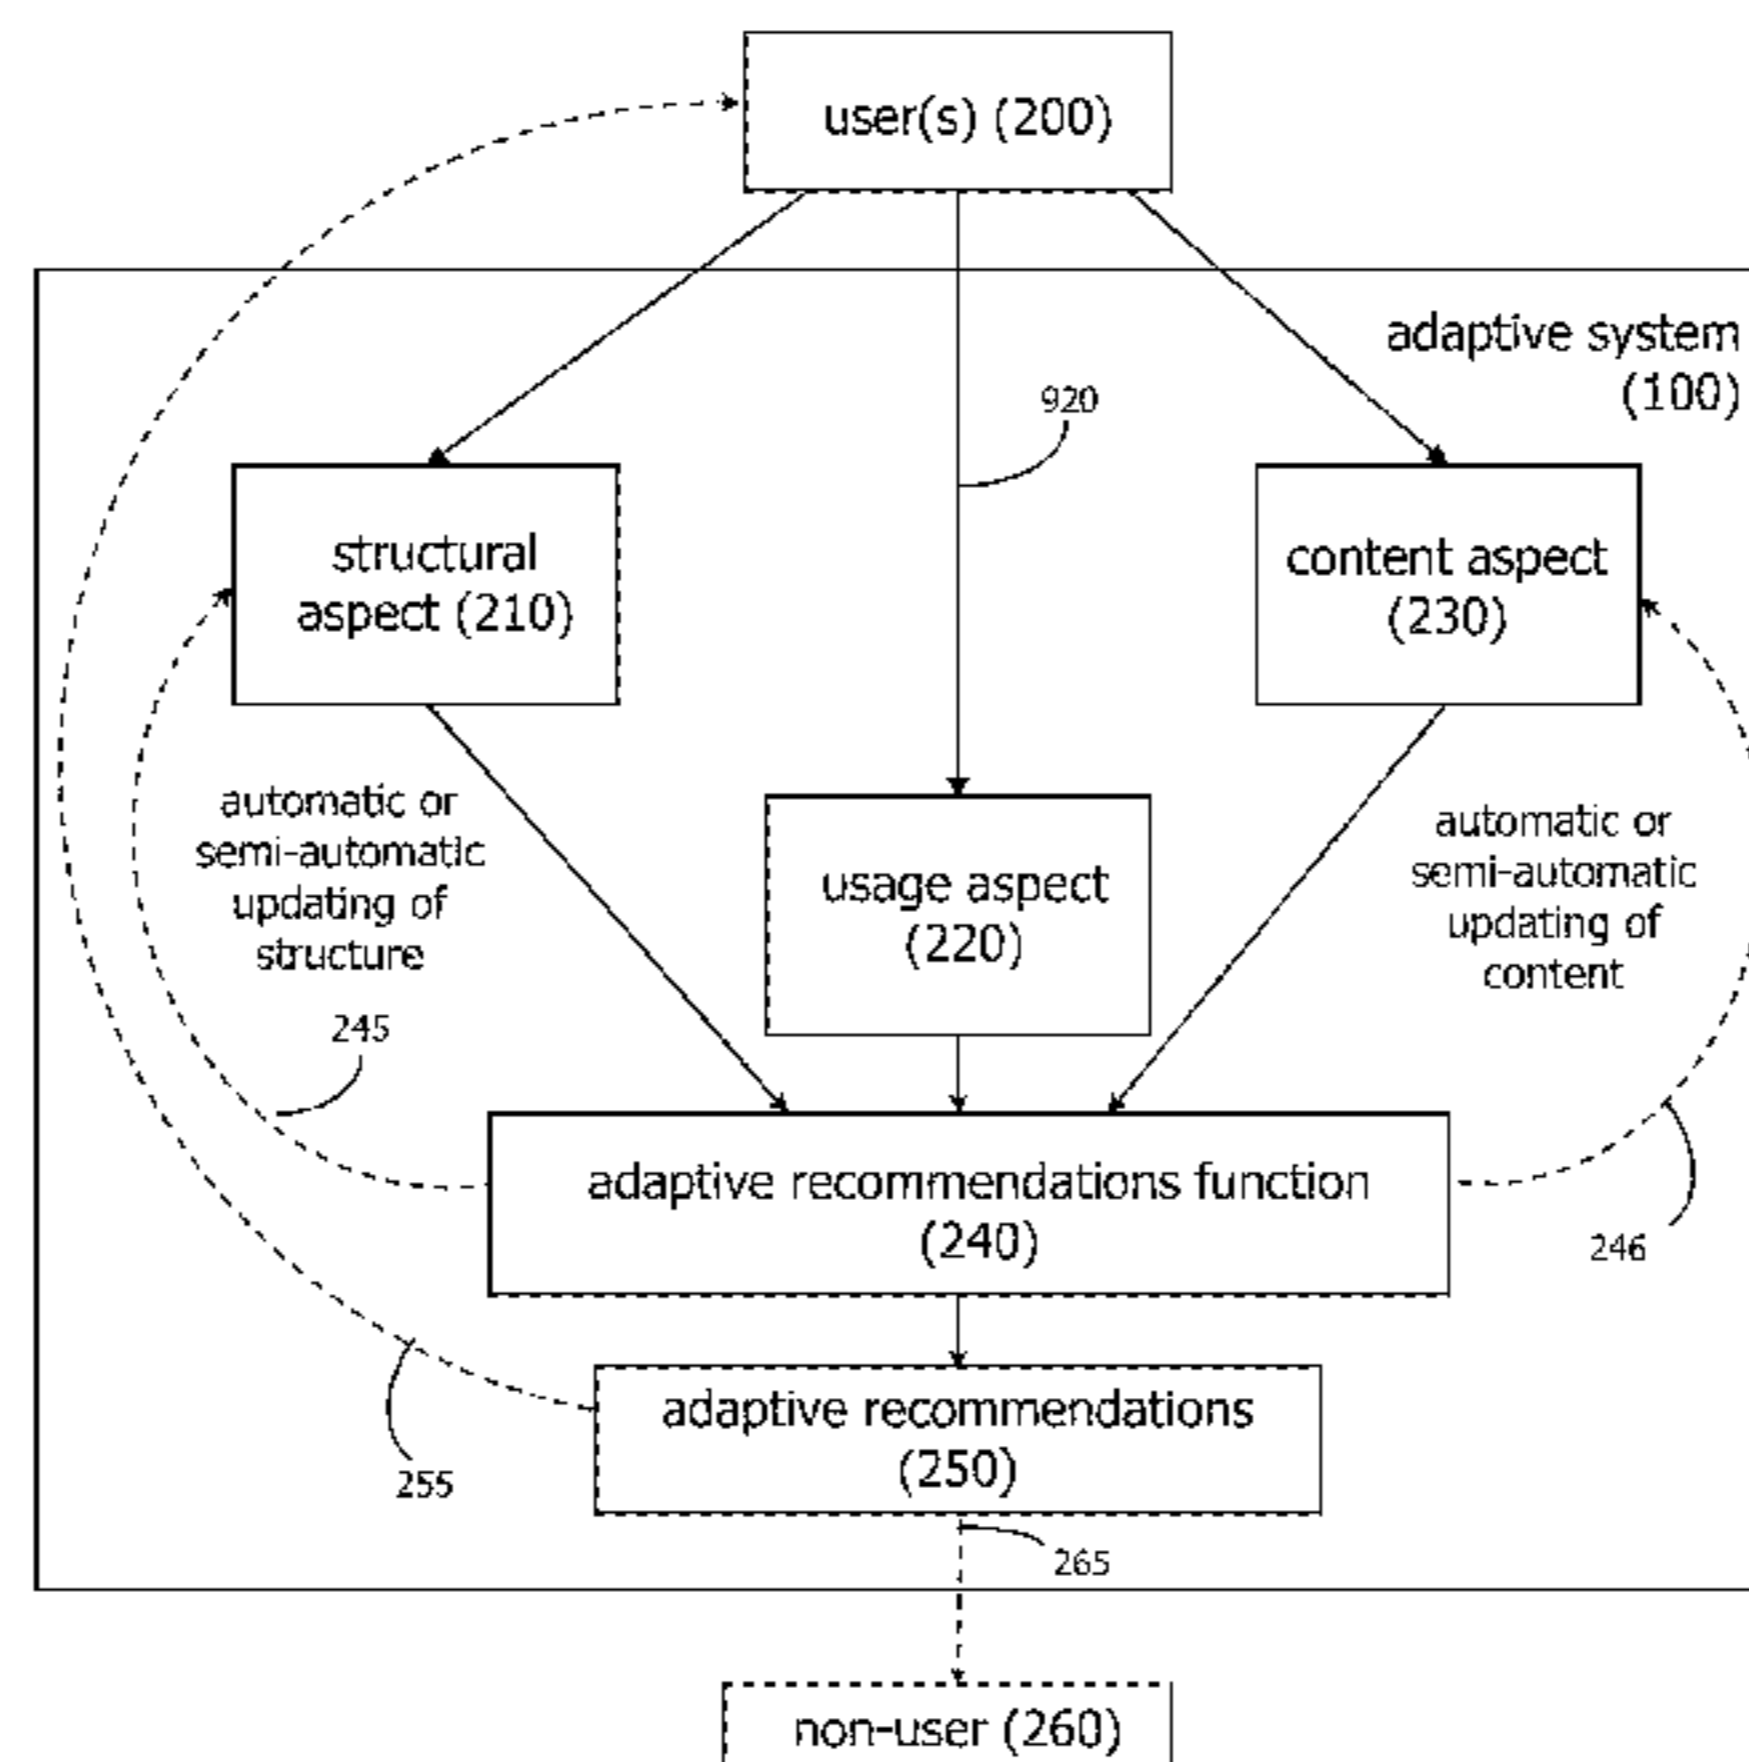 user(s) (200)
adaptive system
(100)
920
structural
aspect (210)
content aspect
(230)
automatic or
semi-automatic
updating of
structure
usage aspect
(220)
automatic or
semi-automatic
updating of
content
245
adaptive recommendations function
(240)
246
adaptive recommendations
(250)
255
265
non-user (260)